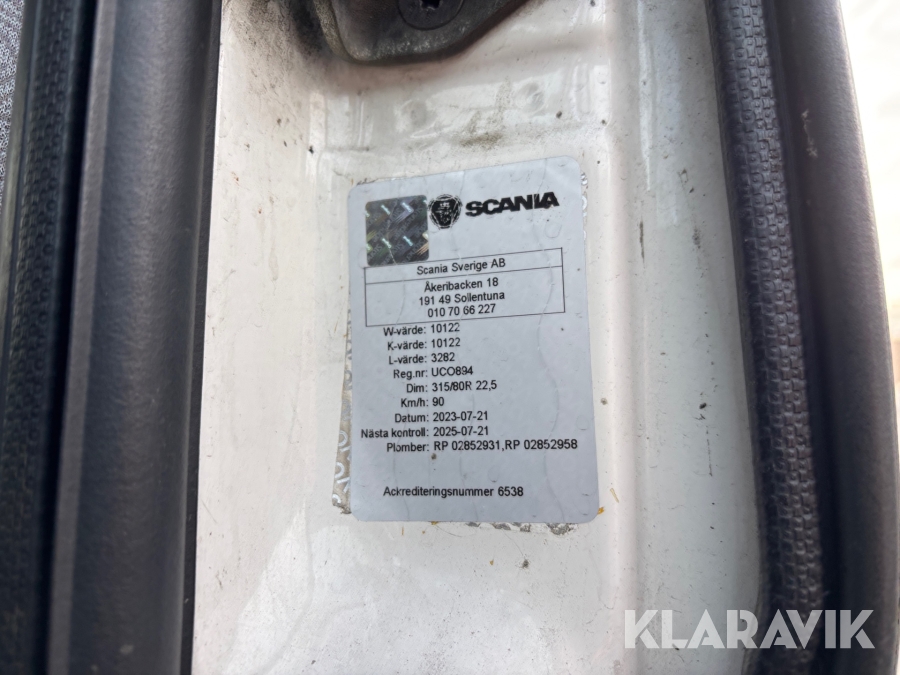 SCANIA
Scania Sverige AB
Åkeribacken 18
191 49 Sollentuna
010 70 66 227
W-värde: 10122
K-värde: 10122
L-värde: 3282
Reg.nr: UCO894
Dim: 315/80R 22,5
Km/h: 90
Datum: 2023-07-21
Nästa kontroll: 2025-07-21
Plomber: RP 02852931,RP 02852958
Ackrediteringsnummer 6538
KLARAVIK